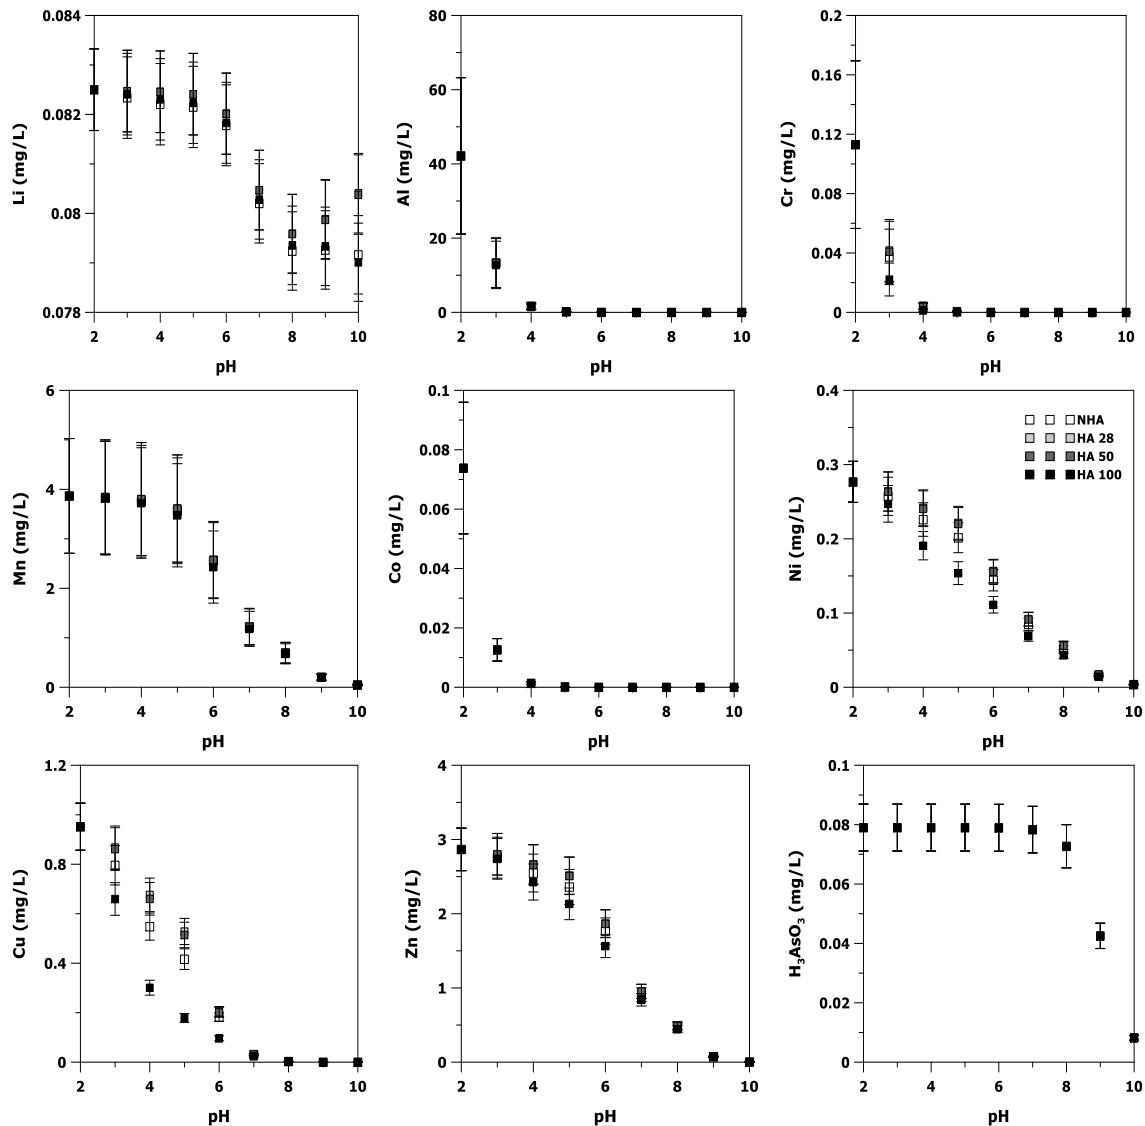 0.084
0.082
0.08
0.078
Li (mg/L)
2 4 6 8 10
pH
80
60
40
20
0
Al (mg/L)
2 4 6 8 10
pH
0.2
0.16
0.12
0.08
0.04
0
Cr (mg/L)
2 4 6 8 10
pH
6
4
2
0
Mn (mg/L)
2 4 6 8 10
pH
0.1
0.08
0.06
0.04
0.02
0
Co (mg/L)
2 4 6 8 10
pH
0.4
0.3
0.2
0.1
0
Ni (mg/L)
NHA
HA 28
HA 50
HA 100
2 4 6 8 10
pH
1.2
0.8
0.4
0
Cu (mg/L)
2 4 6 8 10
pH
4
3
2
1
0
Zn (mg/L)
2 4 6 8 10
pH
0.1
0.08
0.06
0.04
0.02
0
H₃AsO₃ (mg/L)
2 4 6 8 10
pH